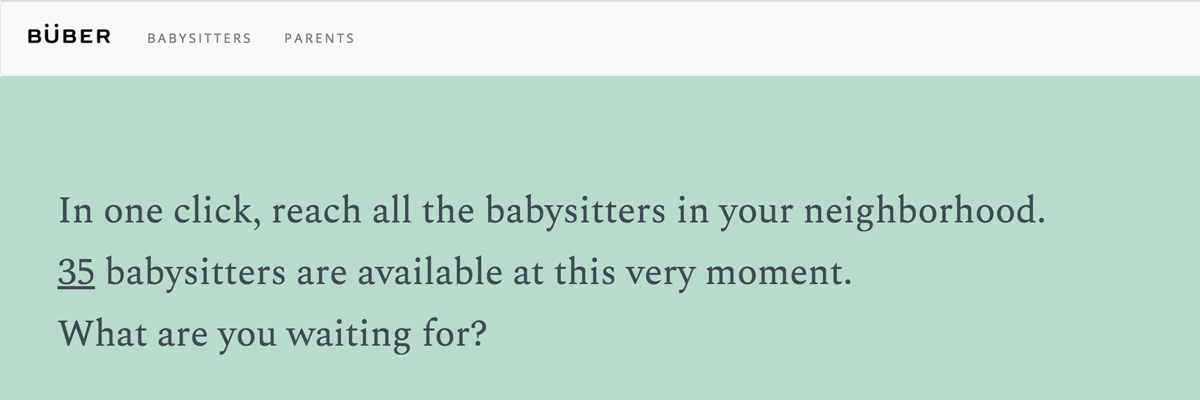 BÜBER BABYSITTERS PARENTS
In one click, reach all the babysitters in your neighborhood.
35 babysitters are available at this very moment.
What are you waiting for?